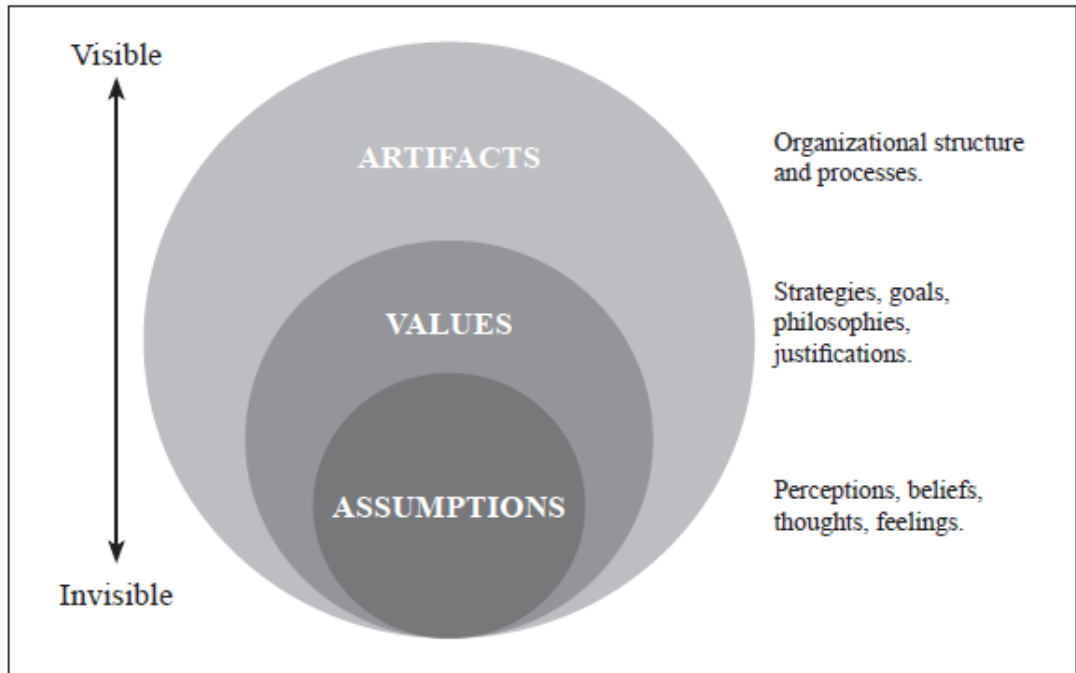 Visible
ARTIFACTS
Organizational structure
and processes.
VALUES
Strategies, goals,
philosophies,
justifications.
ASSUMPTIONS
Perceptions, beliefs,
thoughts, feelings.
Invisible